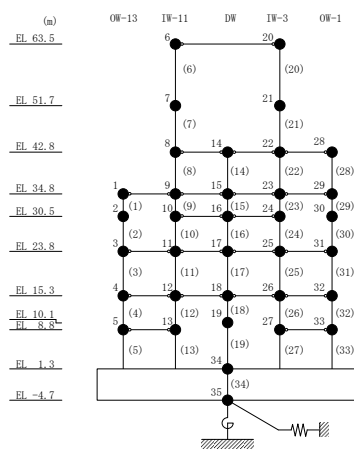 (m) OW-13 IW-11 DW IW-3 OW-1
EL 63.5 6 20
(6) (20)
EL 51.7 7 21
(7) (21)
EL 42.8 8 14 22 28
(8) (14) (22) (28)
EL 34.8 1 9 15 23 29
(1) (9) (15) (23) (29)
EL 30.5 2 10 16 24 30
(2) (10) (16) (24) (30)
EL 23.8 3 11 17 25 31
(3) (11) (17) (25) (31)
EL 15.3 4 12 18 26 32
(4) (12) (18) (26) (32)
EL 10.1 19
EL 8.8 5 13 27 33
(5) (13) (19) (27) (33)
EL 1.3 34
(34)
EL -4.7 35